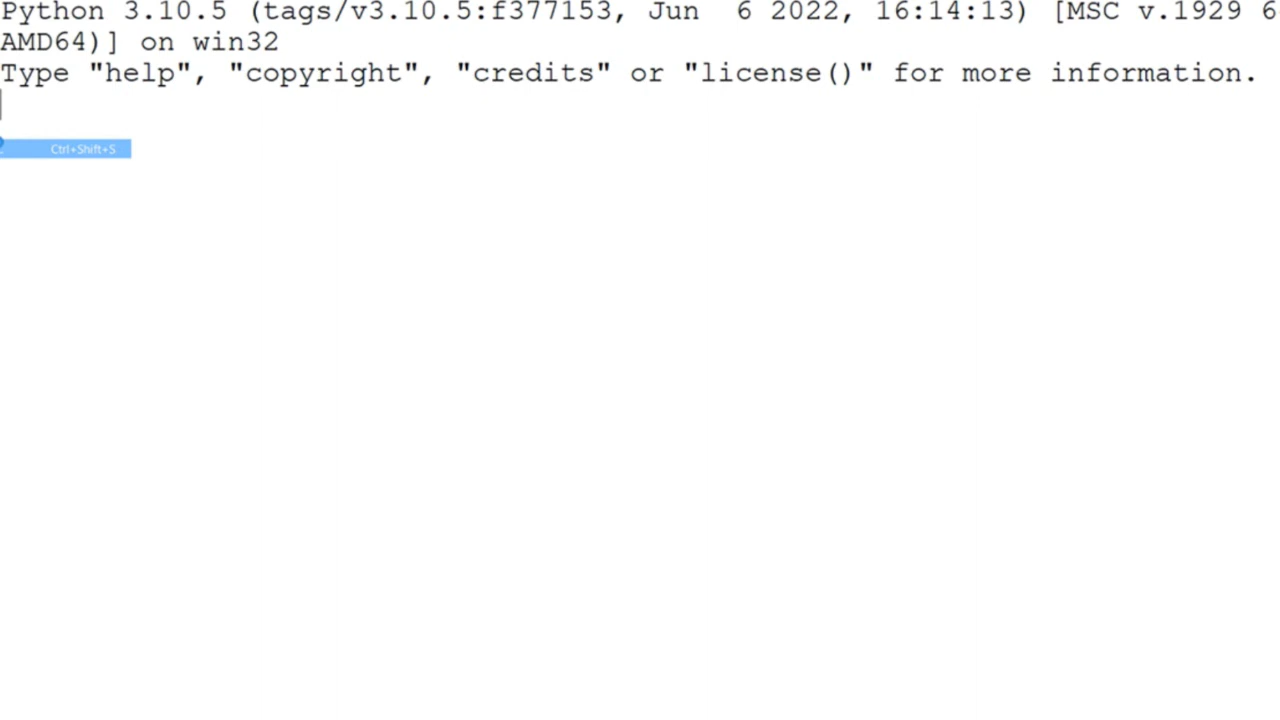 Python 3.10.5 (tags/v3.10.5:f377153, Jun  6 2022, 16:14:13) [MSC v.1929 6
AMD64)] on win32
Type "help", "copyright", "credits" or "license()" for more information.
Ctrl+Shift+S